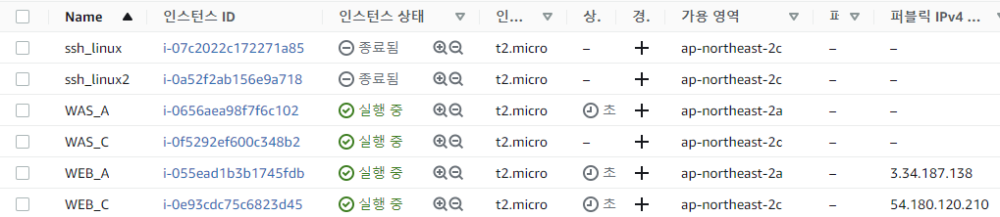 Name 인스턴스 ID 인스턴스 상태 인... 상. 경. 가용 영역 퍼 퍼블릭 IPv4 ...
ssh_linux i-07c2022c172271a85 종료됨 t2.micro – + ap-northeast-2c – –
ssh_linux2 i-0a52f2ab156e9a718 종료됨 t2.micro – + ap-northeast-2c – –
WAS_A i-0656aea98f7f6c102 실행 중 t2.micro 초 + ap-northeast-2a – –
WAS_C i-0f5292ef600c348b2 실행 중 t2.micro – + ap-northeast-2c – –
WEB_A i-055ead1b3b1745fdb 실행 중 t2.micro 초 + ap-northeast-2a – 3.34.187.138
WEB_C i-0e93cdc75c6823d45 실행 중 t2.micro 초 + ap-northeast-2c – 54.180.120.210